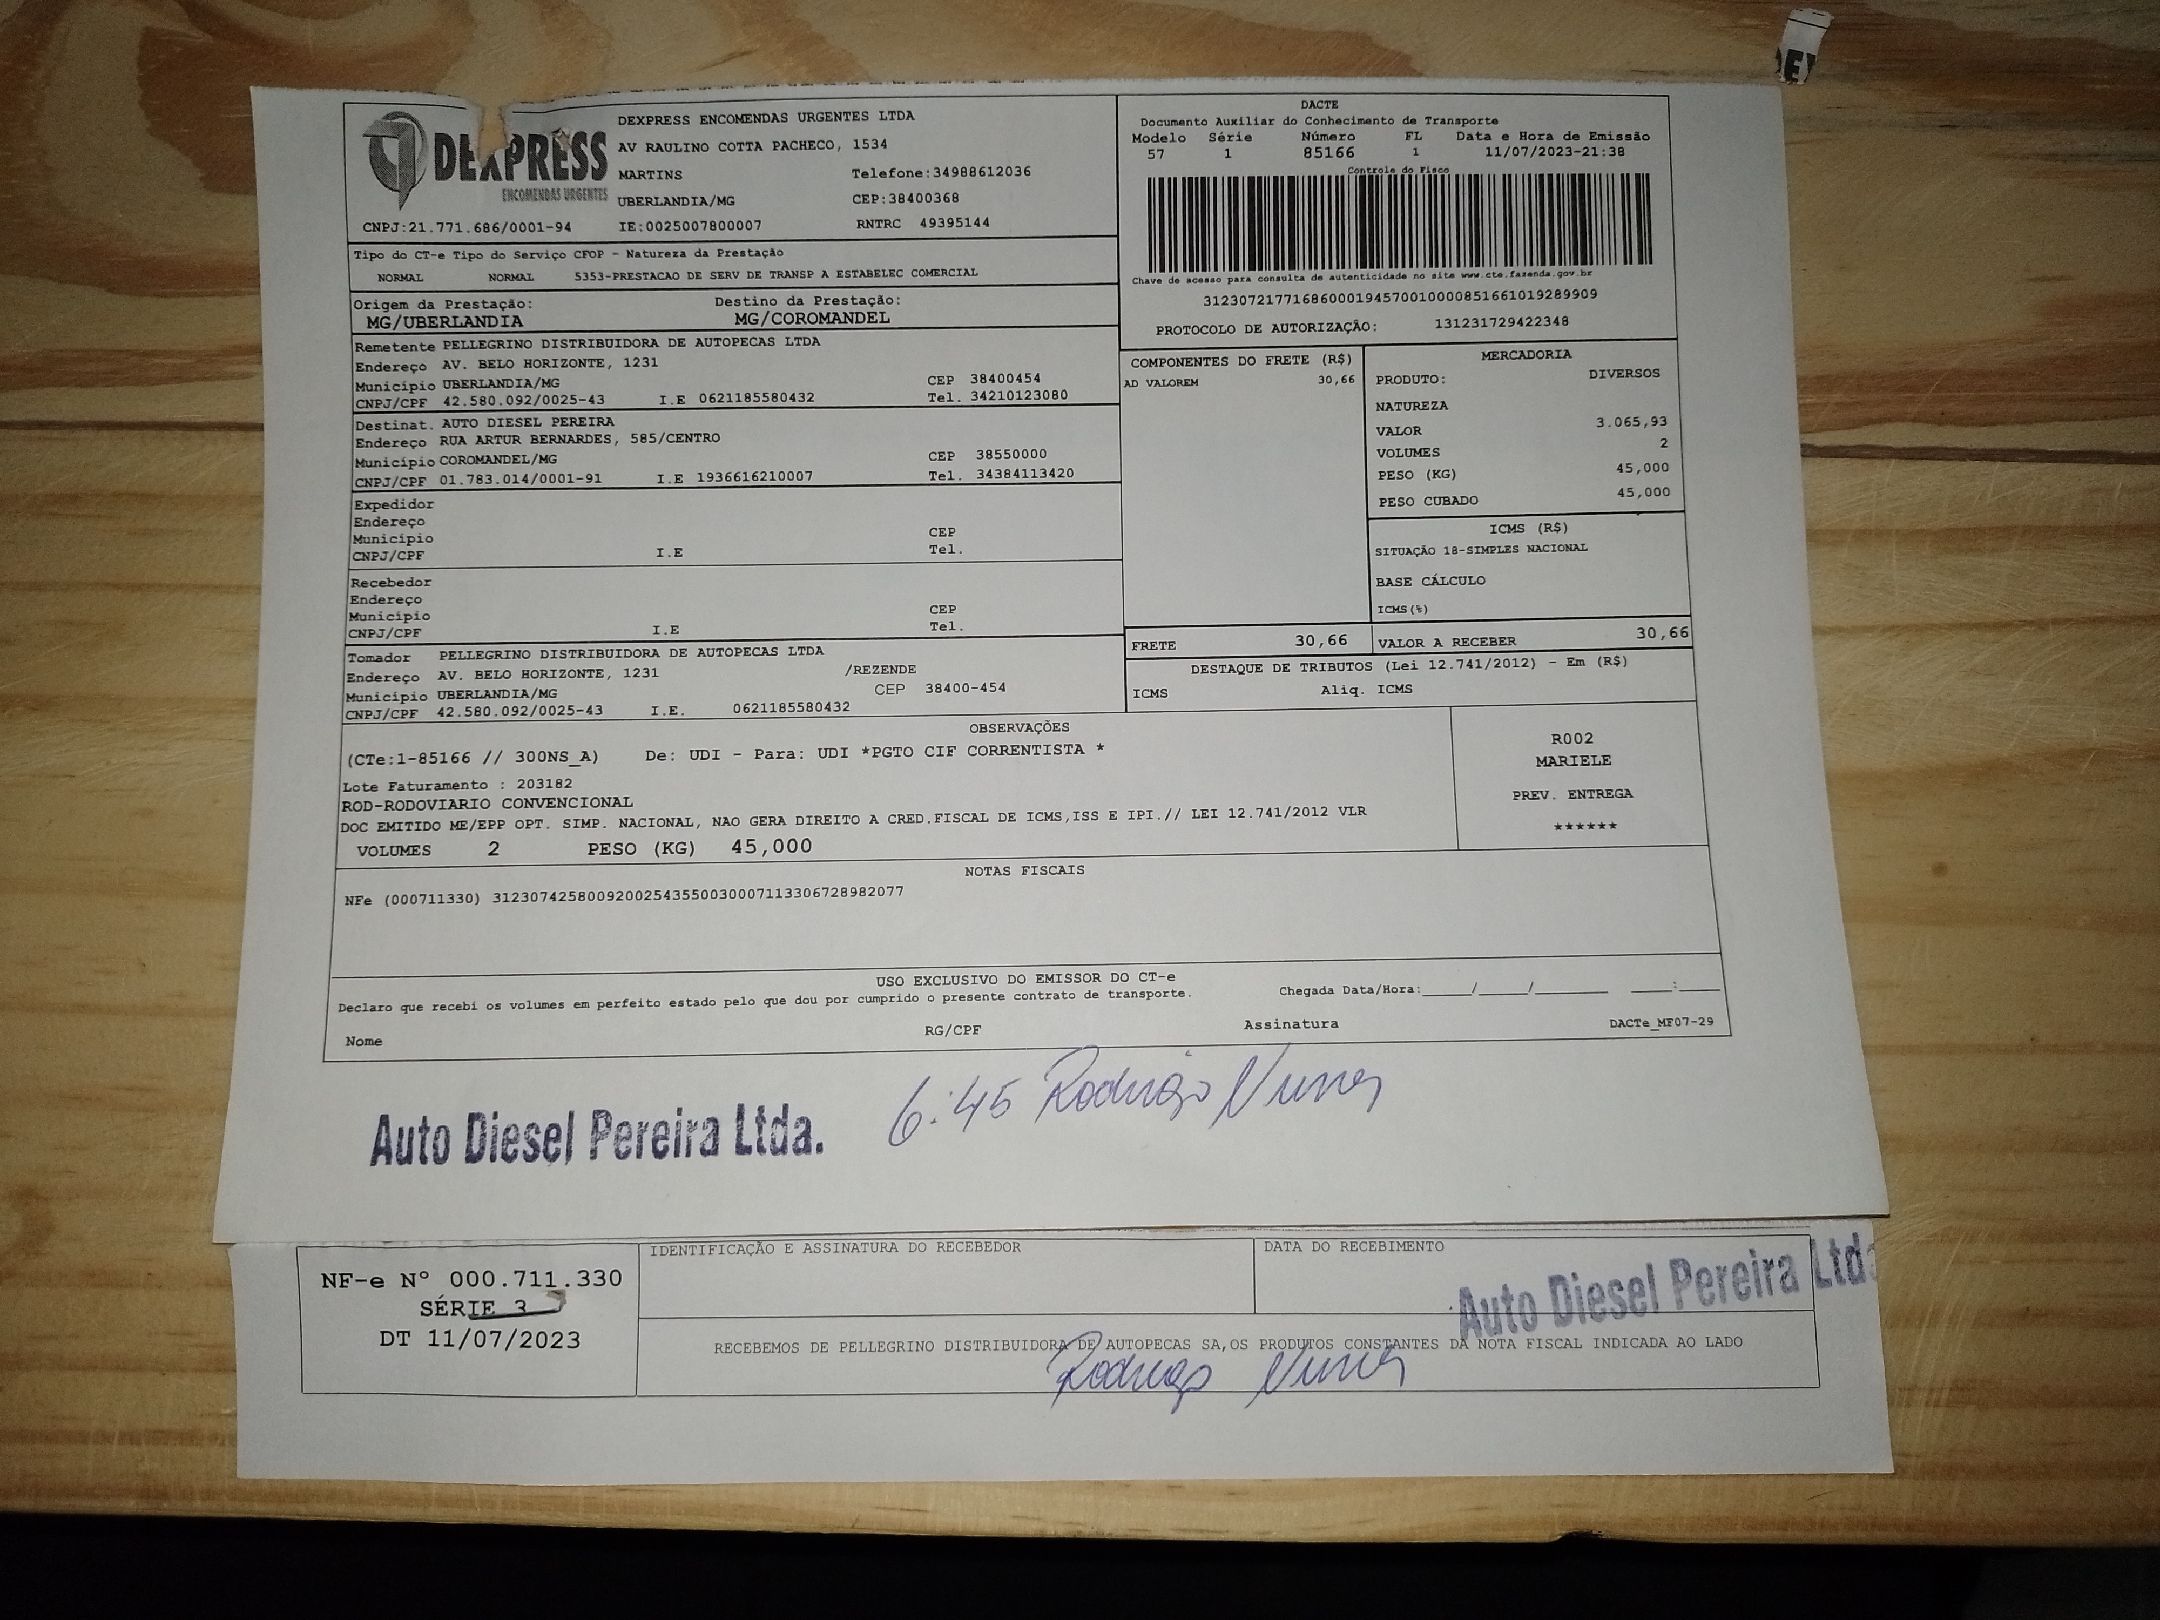 DEXPRESS
ENCOMENDAS URGENTES
CNPJ:21.771.686/0001-94
DEXPRESS ENCOMENDAS URGENTES LTDA
AV RAULINO COTTA PACHECO, 1534
MARTINS Telefone:34988612036
UBERLANDIA/MG CEP:38400368
IE:0025007800007 RNTRC 49395144
DACTE
Documento Auxiliar do Conhecimento de Transporte
Modelo Série Número FL Data e Hora de Emissão
57 1 85166 1 11/07/2023-21:38
Controle do Fisco
Chave de acesso para consulta de autenticidade no site www.cte.fazenda.gov.br
31230721771686000194570010000851661019289909
PROTOCOLO DE AUTORIZAÇÃO: 131231729422348
Tipo do CT-e Tipo do Serviço CFOP - Natureza da Prestação
NORMAL NORMAL 5353-PRESTACAO DE SERV DE TRANSP A ESTABELEC COMERCIAL
Origem da Prestação: Destino da Prestação:
MG/UBERLANDIA MG/COROMANDEL
Remetente PELLEGRINO DISTRIBUIDORA DE AUTOPECAS LTDA
Endereço AV. BELO HORIZONTE, 1231
Município UBERLANDIA/MG CEP 38400454
CNPJ/CPF 42.580.092/0025-43 I.E 0621185580432 Tel. 34210123080
Destinat. AUTO DIESEL PEREIRA
Endereço RUA ARTUR BERNARDES, 585/CENTRO
Município COROMANDEL/MG CEP 38550000
CNPJ/CPF 01.783.014/0001-91 I.E 1936616210007 Tel. 34384113420
Expedidor
Endereço
Município CEP
CNPJ/CPF I.E Tel.
Recebedor
Endereço
Município CEP
CNPJ/CPF I.E Tel.
Tomador PELLEGRINO DISTRIBUIDORA DE AUTOPECAS LTDA
Endereço AV. BELO HORIZONTE, 1231 /REZENDE
Município UBERLANDIA/MG CEP 38400-454
CNPJ/CPF 42.580.092/0025-43 I.E. 0621185580432
COMPONENTES DO FRETE (R$)
AD VALOREM 30,66
MERCADORIA
PRODUTO: DIVERSOS
NATUREZA
VALOR 3.065,93
VOLUMES 2
PESO (KG) 45,000
PESO CUBADO 45,000
ICMS (R$)
SITUAÇÃO 18-SIMPLES NACIONAL
BASE CÁLCULO
ICMS(%)
FRETE 30,66 VALOR A RECEBER 30,66
DESTAQUE DE TRIBUTOS (Lei 12.741/2012) - Em (R$)
ICMS Aliq. ICMS
OBSERVAÇÕES
(CTe:1-85166 // 300NS_A) De: UDI - Para: UDI *PGTO CIF CORRENTISTA *
Lote Faturamento : 203182
ROD-RODOVIARIO CONVENCIONAL
DOC EMITIDO ME/EPP OPT. SIMP. NACIONAL, NAO GERA DIREITO A CRED.FISCAL DE ICMS,ISS E IPI.// LEI 12.741/2012 VLR
VOLUMES 2 PESO (KG) 45,000
R002
MARIELE
PREV. ENTREGA
******
NOTAS FISCAIS
NFe (000711330) 31230742580092002543550030007113306728982077
USO EXCLUSIVO DO EMISSOR DO CT-e
Declaro que recebi os volumes em perfeito estado pelo que dou por cumprido o presente contrato de transporte. Chegada Data/Hora:_____/_____/_______ ____:____
Nome RG/CPF Assinatura DACTe_MF07-29
Auto Diesel Pereira Ltda. 6:45 Rodrigo Nunes
NF-e Nº 000.711.330
SÉRIE 3
DT 11/07/2023
IDENTIFICAÇÃO E ASSINATURA DO RECEBEDOR
DATA DO RECEBIMENTO
Auto Diesel Pereira Ltda
RECEBEMOS DE PELLEGRINO DISTRIBUIDORA DE AUTOPECAS SA,OS PRODUTOS CONSTANTES DA NOTA FISCAL INDICADA AO LADO
Rodrigo Nunes